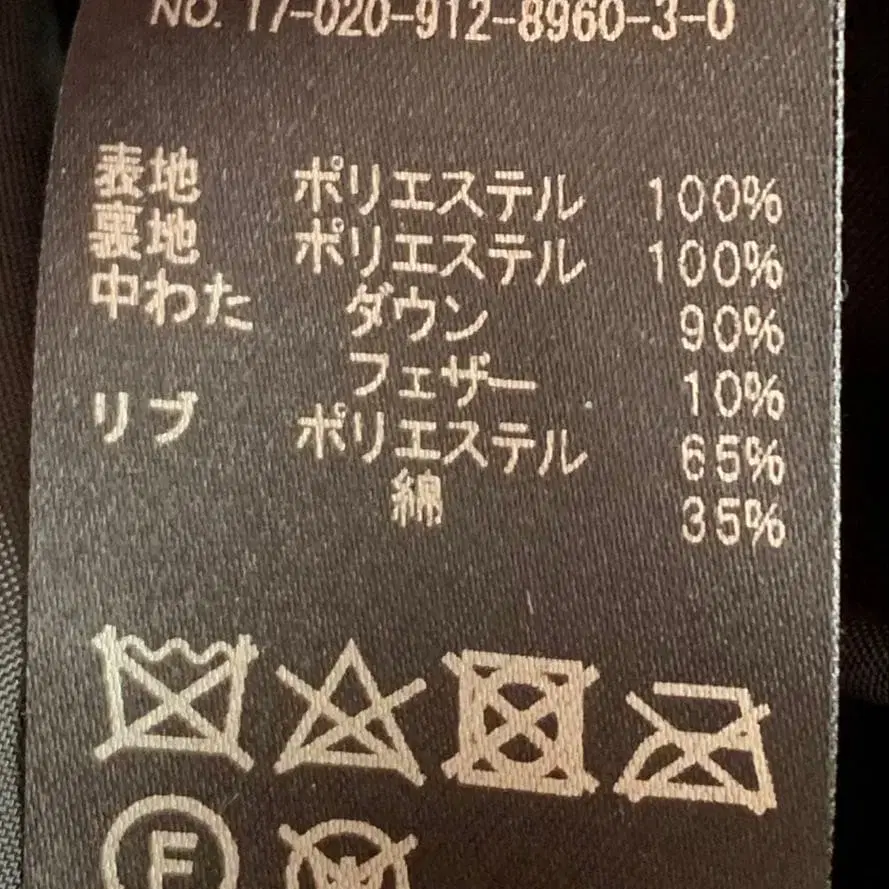 NO. 17-020-912-8960-3-0
表地 ポリエステル 100%
裏地 ポリエステル 100%
中わた ダウン 90%
フェザー 10%
リブ ポリエステル 65%
綿 35%
F
W